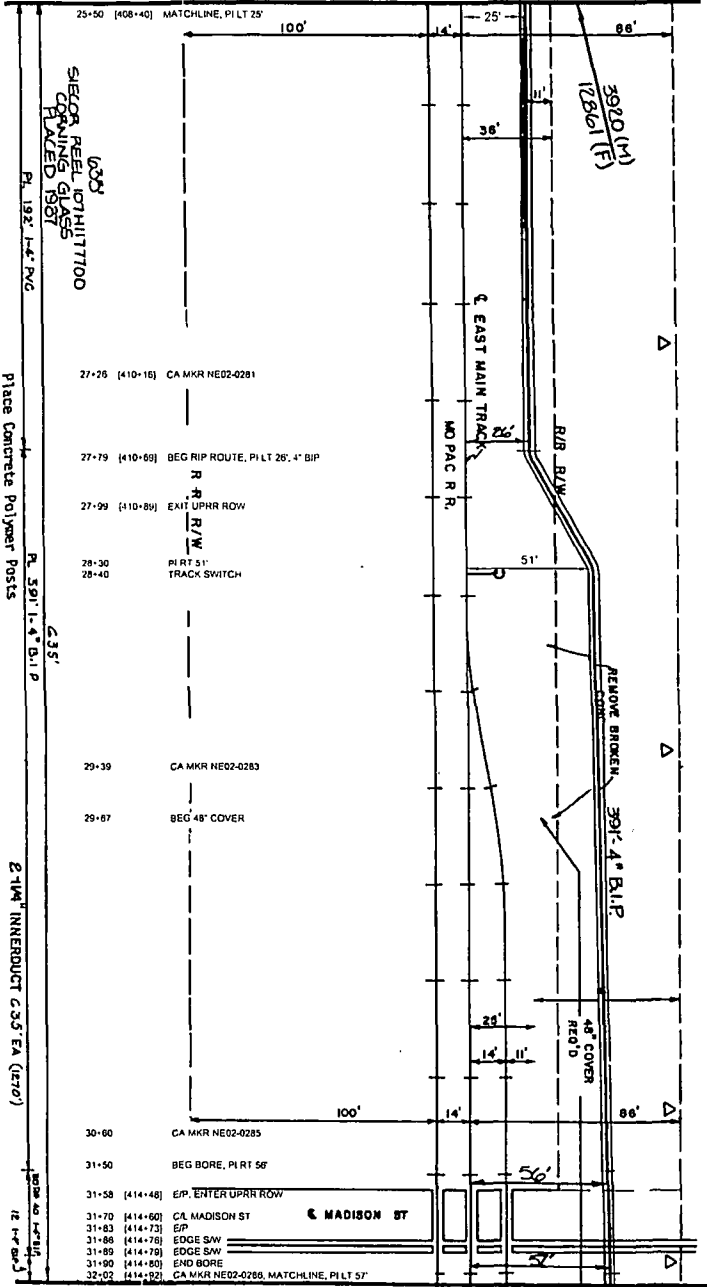 25+50 [408+40] MATCHLINE, PI LT 25'
100'
14'
25'
86'
11'
36'
3920 (M)
12861 (F)
635'
SIECOR REEL 107H1177700
CORNING GLASS
PLACED 1987
PL 192' 1-4" PVC
℄ EAST MAIN TRACK
MO PAC R.R.
27+26 [410+16] CA MKR NE02-0281
26'
R/R R/W
27+79 [410+69] BEG RIP ROUTE, PI LT 26', 4" BIP
R R R/W
27+99 [410+89] EXIT UPRR ROW
28+30 PI RT 51'
28+40 TRACK SWITCH
51'
Place Concrete Polymer Posts
PL 391' 1-4" B.I.P
635'
REMOVE BROKEN
CONC
391'-4" B.I.P.
29+39 CA MKR NE02-0283
29+87 BEG 48" COVER
2-1 1/4" INNERDUCT 635' EA (1270')
48" COVER
REQ'D
25'
14'
11'
100'
14'
86'
30+60 CA MKR NE02-0285
31+50 BEG BORE, PI RT 56'
56'
31+58 [414+48] E/P, ENTER UPRR ROW
31+70 [414+60] C/L MADISON ST
℄ MADISON ST
31+83 [414+73] E/P
31+86 [414+76] EDGE S/W
31+89 [414+79] EDGE S/W
31+90 [414+80] END BORE
32+02 [414+92] CA MKR NE02-0286, MATCHLINE, PI LT 57'
57'